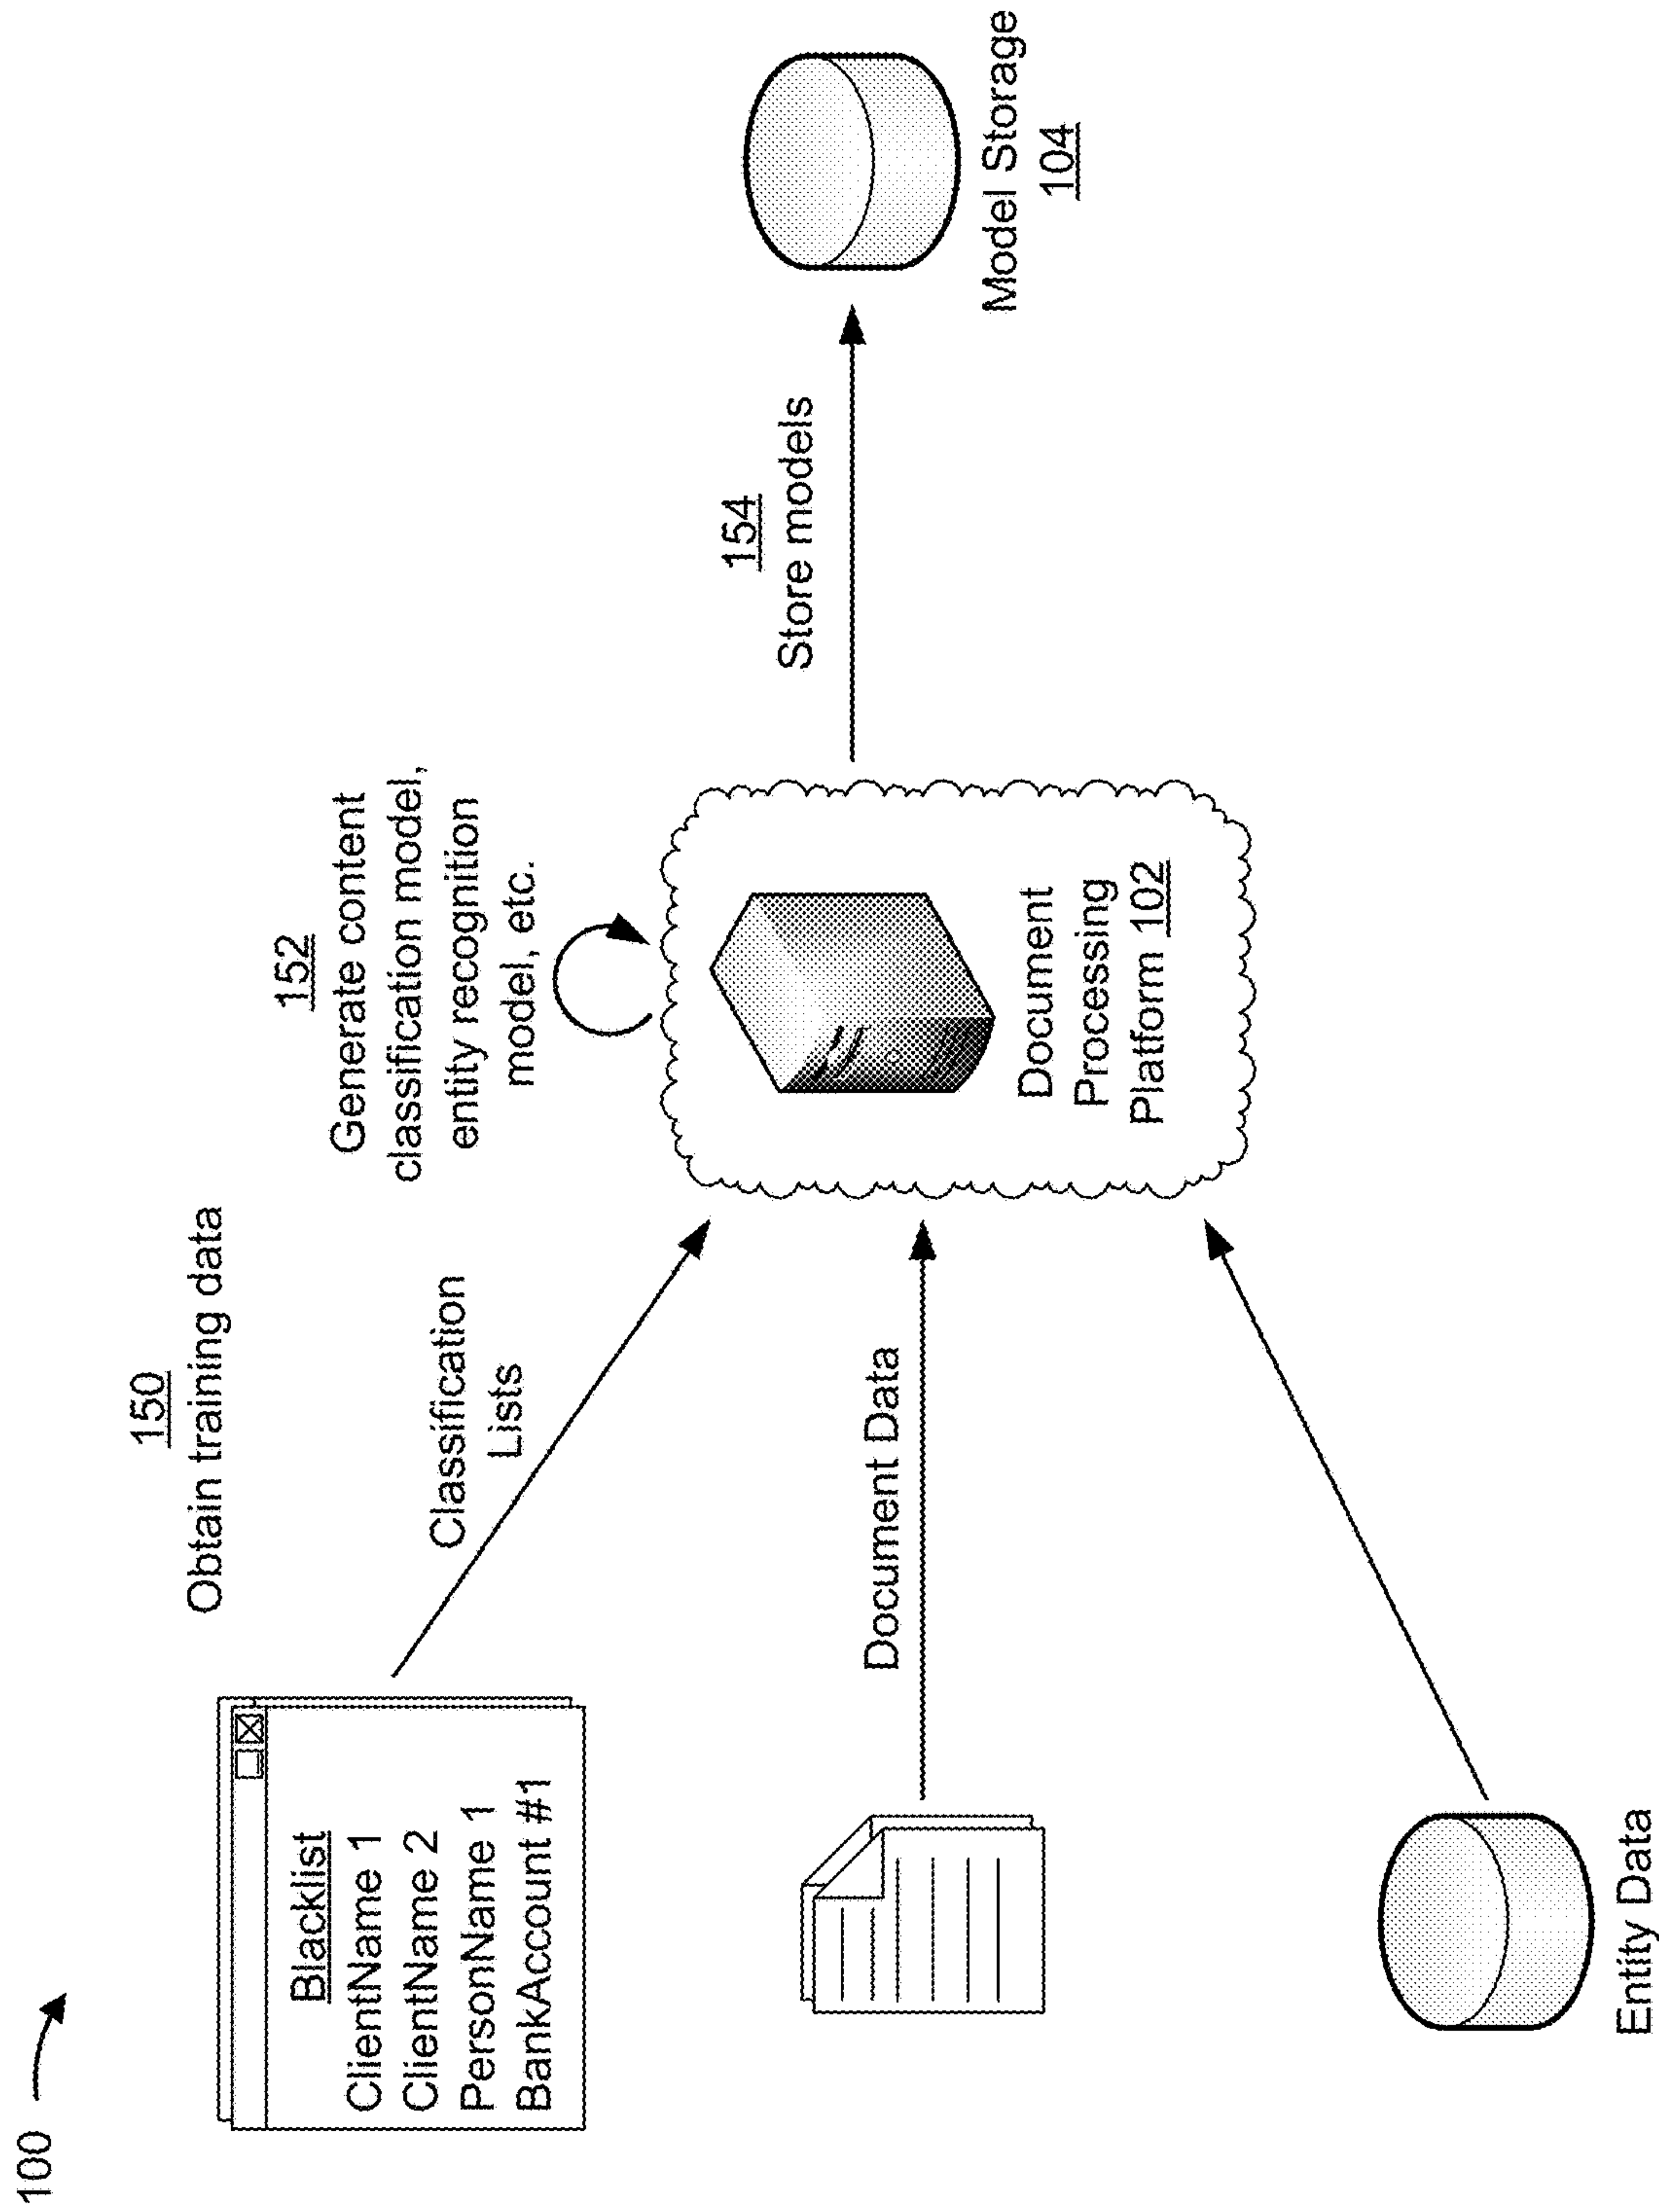 100
150
Obtain training data
Blacklist
ClientName 1
ClientName 2
PersonName 1
BankAccount #1
Classification
Lists
Document Data
Entity Data
152
Generate content
classification model,
entity recognition
model, etc.
Document
Processing
Platform 102
154
Store models
Model Storage
104